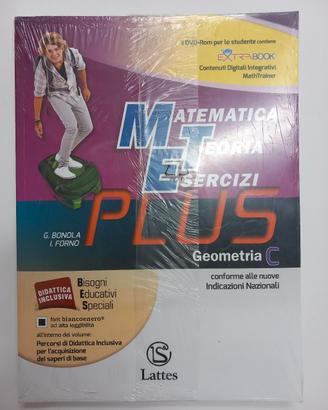 Il DVD-Rom per lo studente contiene
EXTRABOOK
Contenuti Digitali Integrativi
MathTrainer
MATEMATICA
TEORIA
ESERCIZI
PLUS
G. BONOLA
I. FORNO
Geometria C
conforme alle nuove
Indicazioni Nazionali
DIDATTICA
INCLUSIVA
Bisogni
Educativi
Speciali
font biancoenero®
ad alta leggibilità
all'interno del volume:
Percorsi di Didattica Inclusiva
per l'acquisizione
dei saperi di base
LS
Lattes